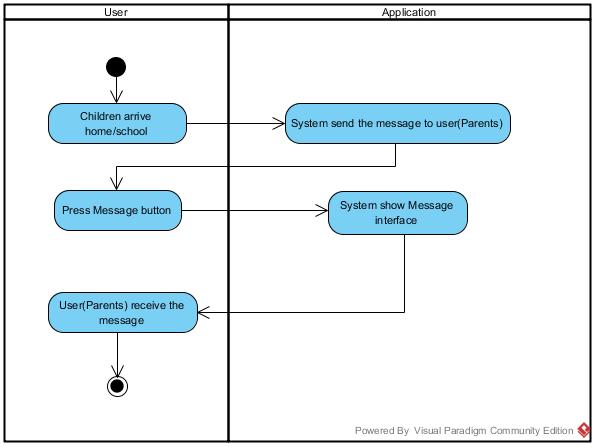 User
Application
Children arrive
home/school
System send the message to user(Parents)
Press Message button
System show Message
interface
User(Parents) receive the
message
Powered By Visual Paradigm Community Edition